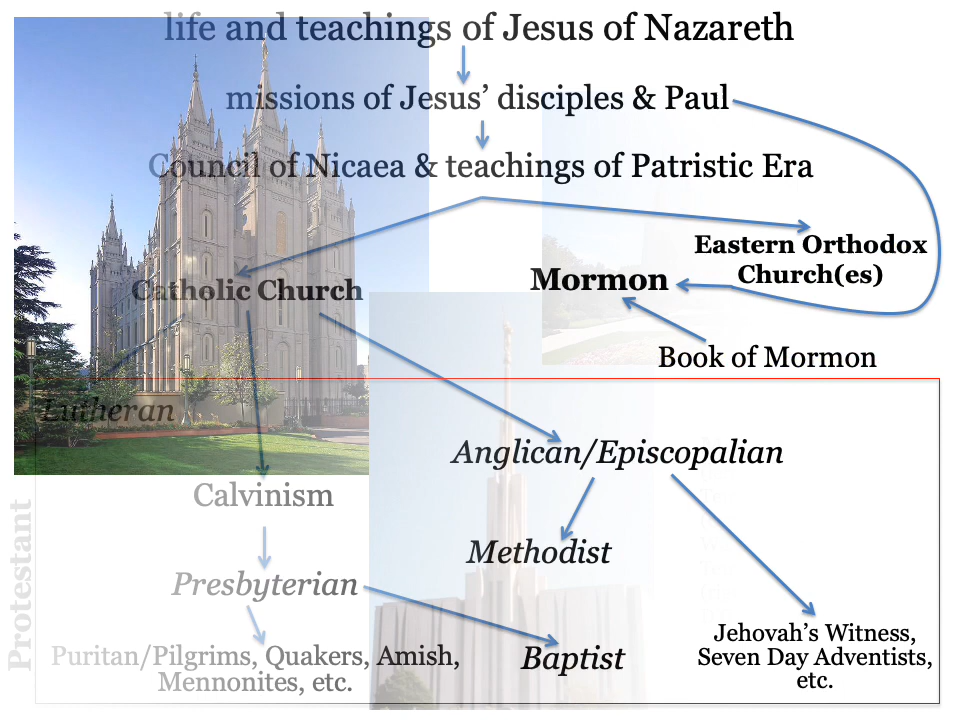 life and teachings of Jesus of Nazareth
missions of Jesus’ disciples & Paul
Council of Nicaea & teachings of Patristic Era
Eastern Orthodox
Church(es)
Catholic Church
Mormon
Book of Mormon
Lutheran
Anglican/Episcopalian
Calvinism
Methodist
Presbyterian
Protestant
Jehovah’s Witness,
Seven Day Adventists,
etc.
Puritan/Pilgrims, Quakers, Amish,
Mennonites, etc.
Baptist